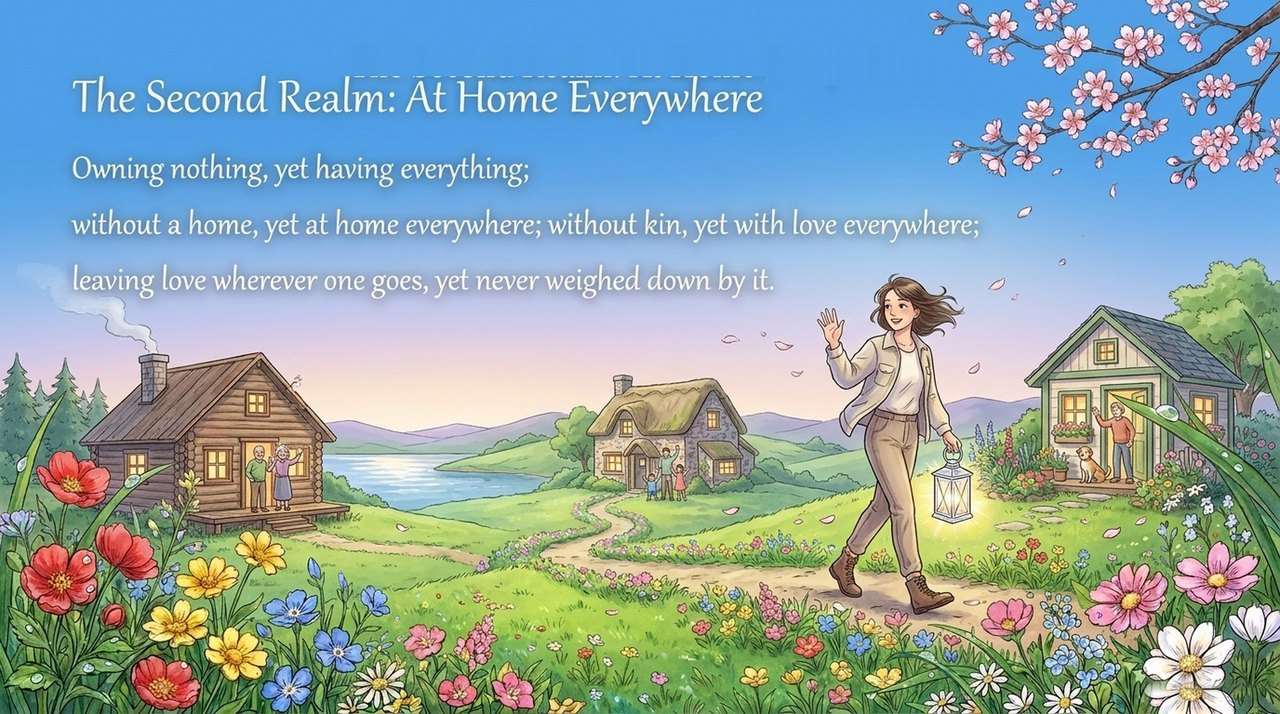 The Second Realm: At Home Everywhere
Owning nothing, yet having everything;
without a home, yet at home everywhere; without kin, yet with love everywhere;
leaving love wherever one goes, yet never weighed down by it.